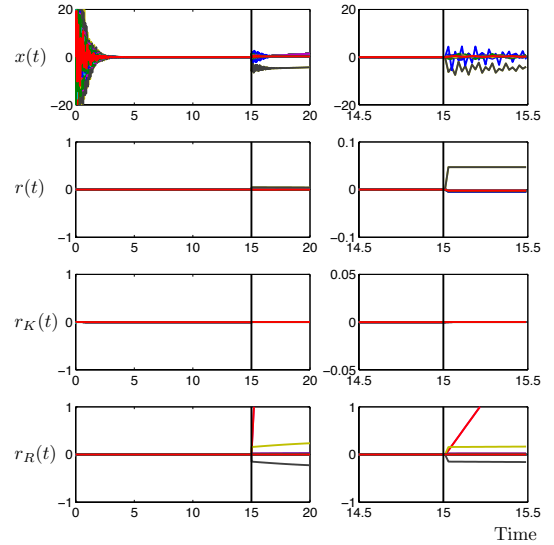 20 20
x(t) 0 0
−20 −20
0 5 10 15 20 14.5 15 15.5
1 0.1
r(t) 0 0
−1 −0.1
0 5 10 15 20 14.5 15 15.5
1 0.05
r_K(t) 0 0
−1 −0.05
0 5 10 15 20 14.5 15 15.5
1 1
r_R(t) 0 0
−1 −1
0 5 10 15 20 14.5 15 15.5
Time